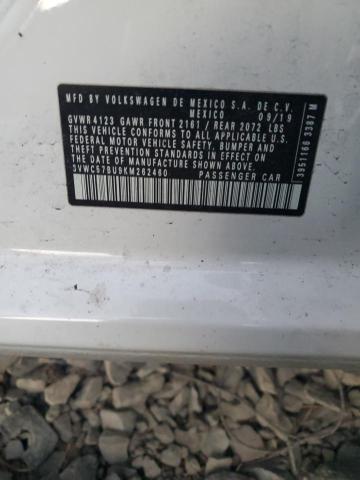 MFD BY VOLKSWAGEN DE MEXICO S.A. DE C.V.
MEXICO 09/19
GVWR4123 GAWR FRONT 2161 / REAR 2072 LBS
THIS VEHICLE CONFORMS TO ALL APPLICABLE U.S.
FEDERAL MOTOR VEHICLE SAFETY, BUMPER AND
THEFT PREVENTION STANDARDS IN EFFECT ON THE
DATE OF MANUFACTURE SHOWN ABOVE.
3VWC57BU9KM262460 PASSENGER CAR
3951166 3387 M